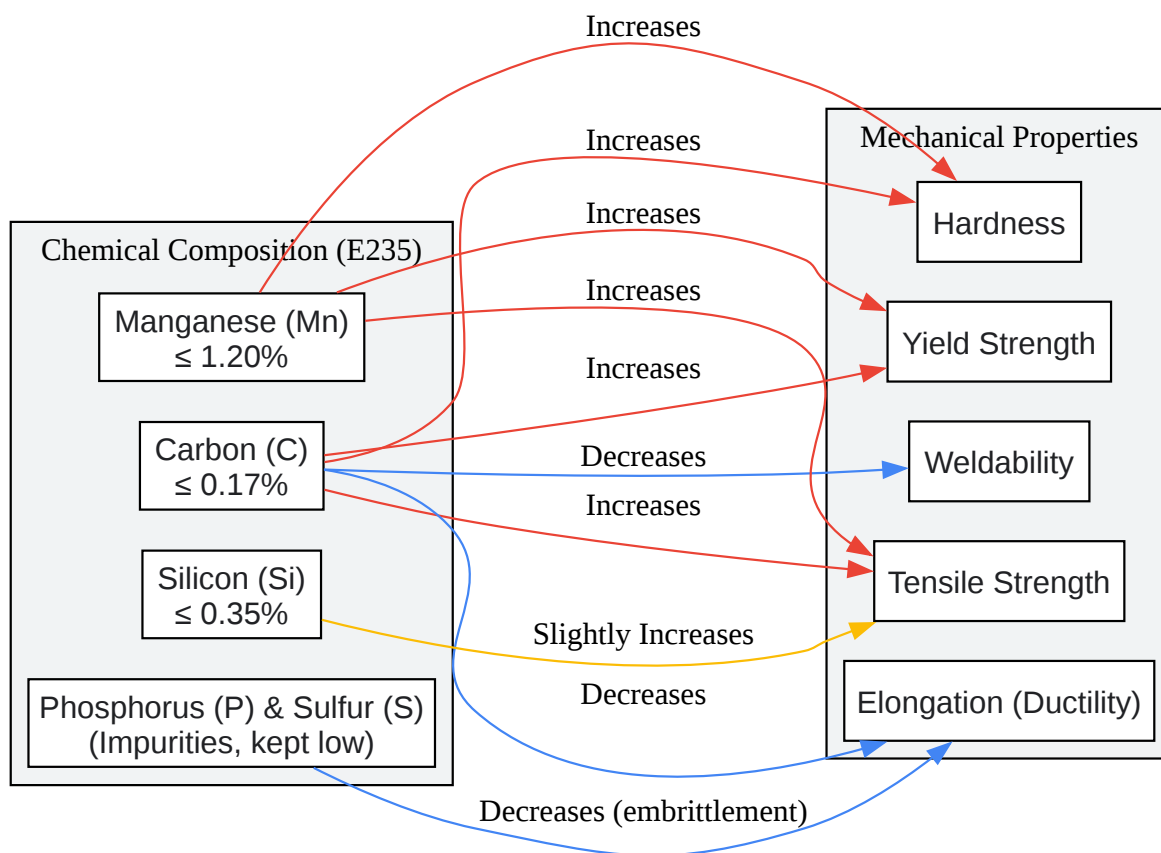 Increases
Increases
Mechanical Properties
Hardness
Increases
Chemical Composition (E235)
Manganese (Mn)
≤ 1.20%
Increases
Yield Strength
Increases
Carbon (C)
≤ 0.17%
Decreases
Weldability
Increases
Silicon (Si)
≤ 0.35%
Tensile Strength
Slightly Increases
Decreases
Phosphorus (P) & Sulfur (S)
(Impurities, kept low)
Elongation (Ductility)
Decreases (embrittlement)